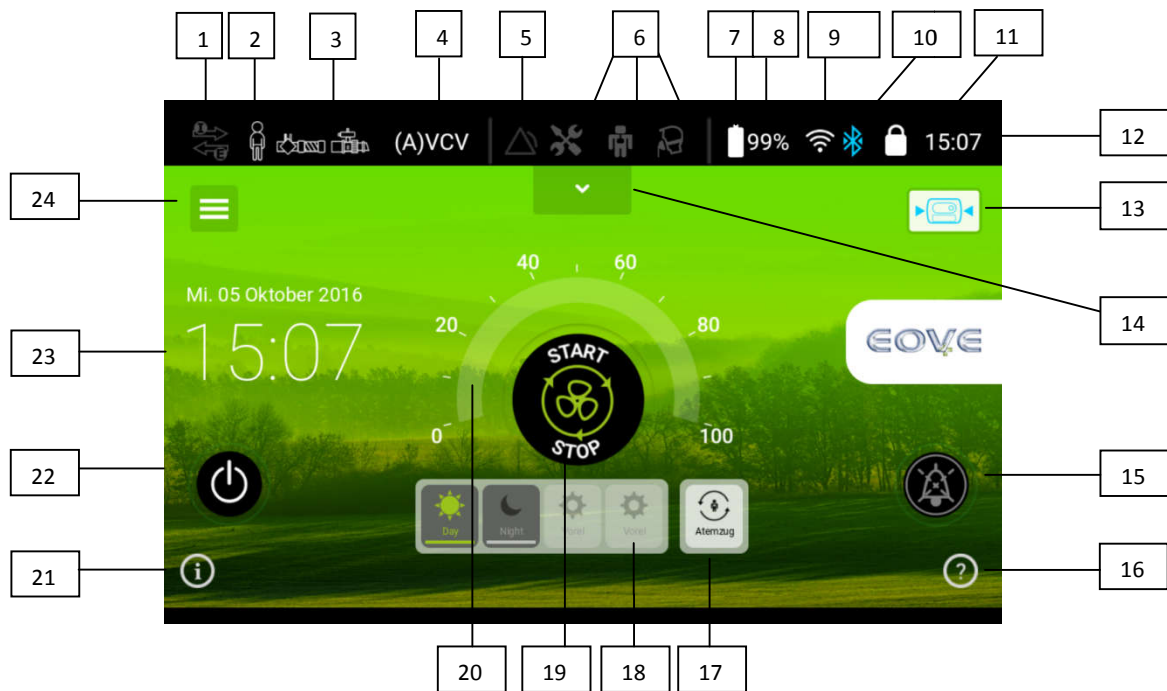 1 2 3 4 5 6 7 8 9 10 11
(A)VCV 99% 15:07 12
24
13
40 60
Mi. 05 Oktober 2016
15:07
20 80
14
START
EOVE
23
0 STOP 100
22
15
Day Night Atemzug
21
16
20 19 18 17